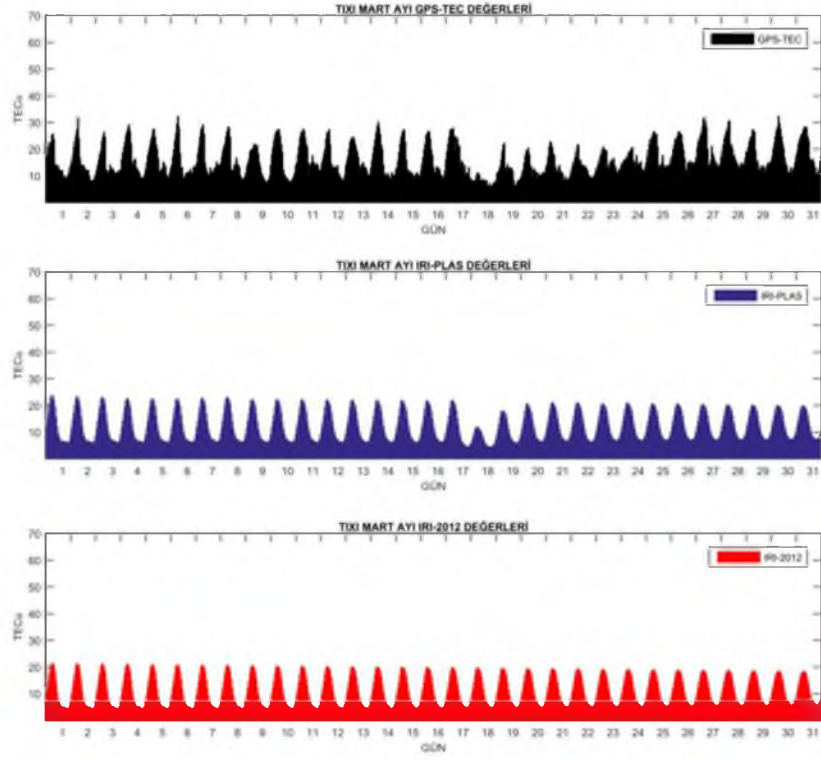 TIXI MART AYI GPS-TEC DEĞERLERİ
70
60
50
40
30
20
10
TECu
GPS-TEC
1 2 3 4 5 6 7 8 9 10 11 12 13 14 15 16 17 18 19 20 21 22 23 24 25 26 27 28 29 30 31
GÜN
TIXI MART AYI IRI-PLAS DEĞERLERİ
70
60
50
40
30
20
10
TECu
IRI-PLAS
1 2 3 4 5 6 7 8 9 10 11 12 13 14 15 16 17 18 19 20 21 22 23 24 25 26 27 28 29 30 31
GÜN
TIXI MART AYI IRI-2012 DEĞERLERİ
70
60
50
40
30
20
10
TECu
IRI-2012
1 2 3 4 5 6 7 8 9 10 11 12 13 14 15 16 17 18 19 20 21 22 23 24 25 26 27 28 29 30 31
GÜN